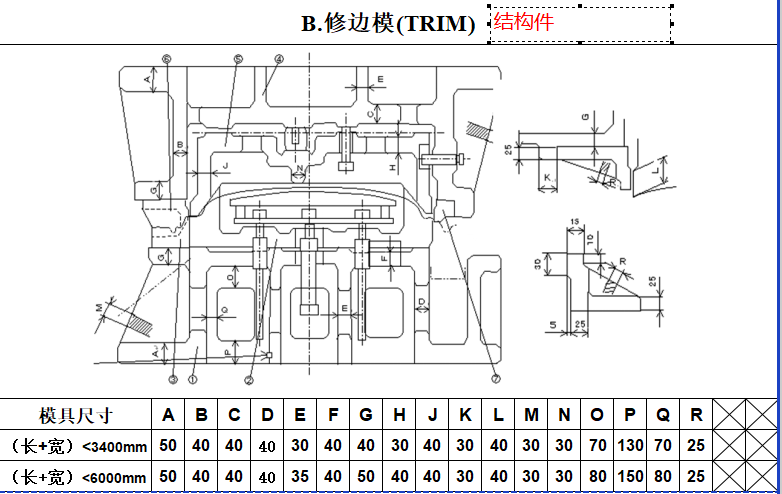 B.修边模(TRIM) 结构件
⑥ ⑤ ④
A E C B J N H G G F O E D M Q A P
③ ① ② ⑦
G 25 K R L
15 10 30 R 25 5 25
模具尺寸 A B C D E F G H J K L M N O P Q R
（长+宽）<3400mm 50 40 40 40 30 40 40 30 40 30 40 30 30 70 130 70 25
（长+宽）<6000mm 50 40 40 40 35 40 50 40 40 30 40 30 30 80 150 80 25